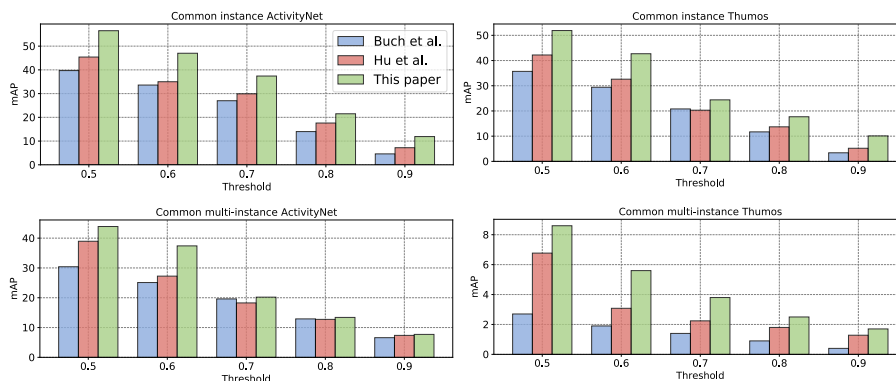 Common instance ActivityNet
mAP
50
40
30
20
10
0
Buch et al.
Hu et al.
This paper
0.5 0.6 0.7 0.8 0.9
Threshold
Common instance Thumos
mAP
50
40
30
20
10
0
0.5 0.6 0.7 0.8 0.9
Threshold
Common multi-instance ActivityNet
mAP
40
30
20
10
0
0.5 0.6 0.7 0.8 0.9
Threshold
Common multi-instance Thumos
mAP
8
6
4
2
0
0.5 0.6 0.7 0.8 0.9
Threshold